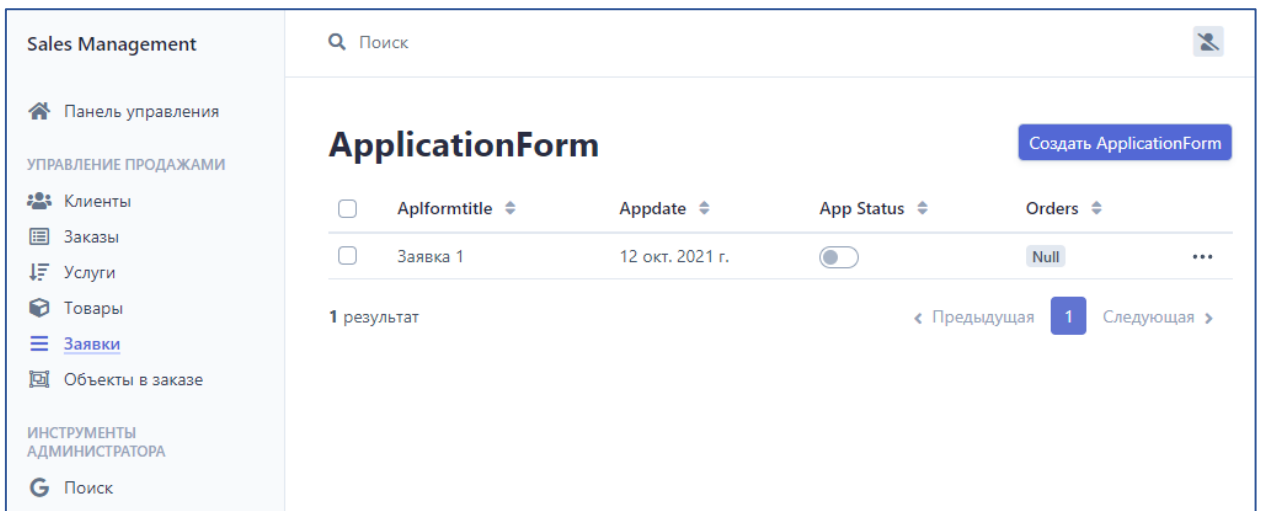 Sales Management
Поиск
Панель управления
УПРАВЛЕНИЕ ПРОДАЖАМИ
Клиенты
Заказы
Услуги
Товары
Заявки
Объекты в заказе
ИНСТРУМЕНТЫ
АДМИНИСТРАТОРА
Поиск
ApplicationForm
Создать ApplicationForm
Aplformtitle Appdate App Status Orders
Заявка 1 12 окт. 2021 г. Null
1 результат
Предыдущая 1 Следующая